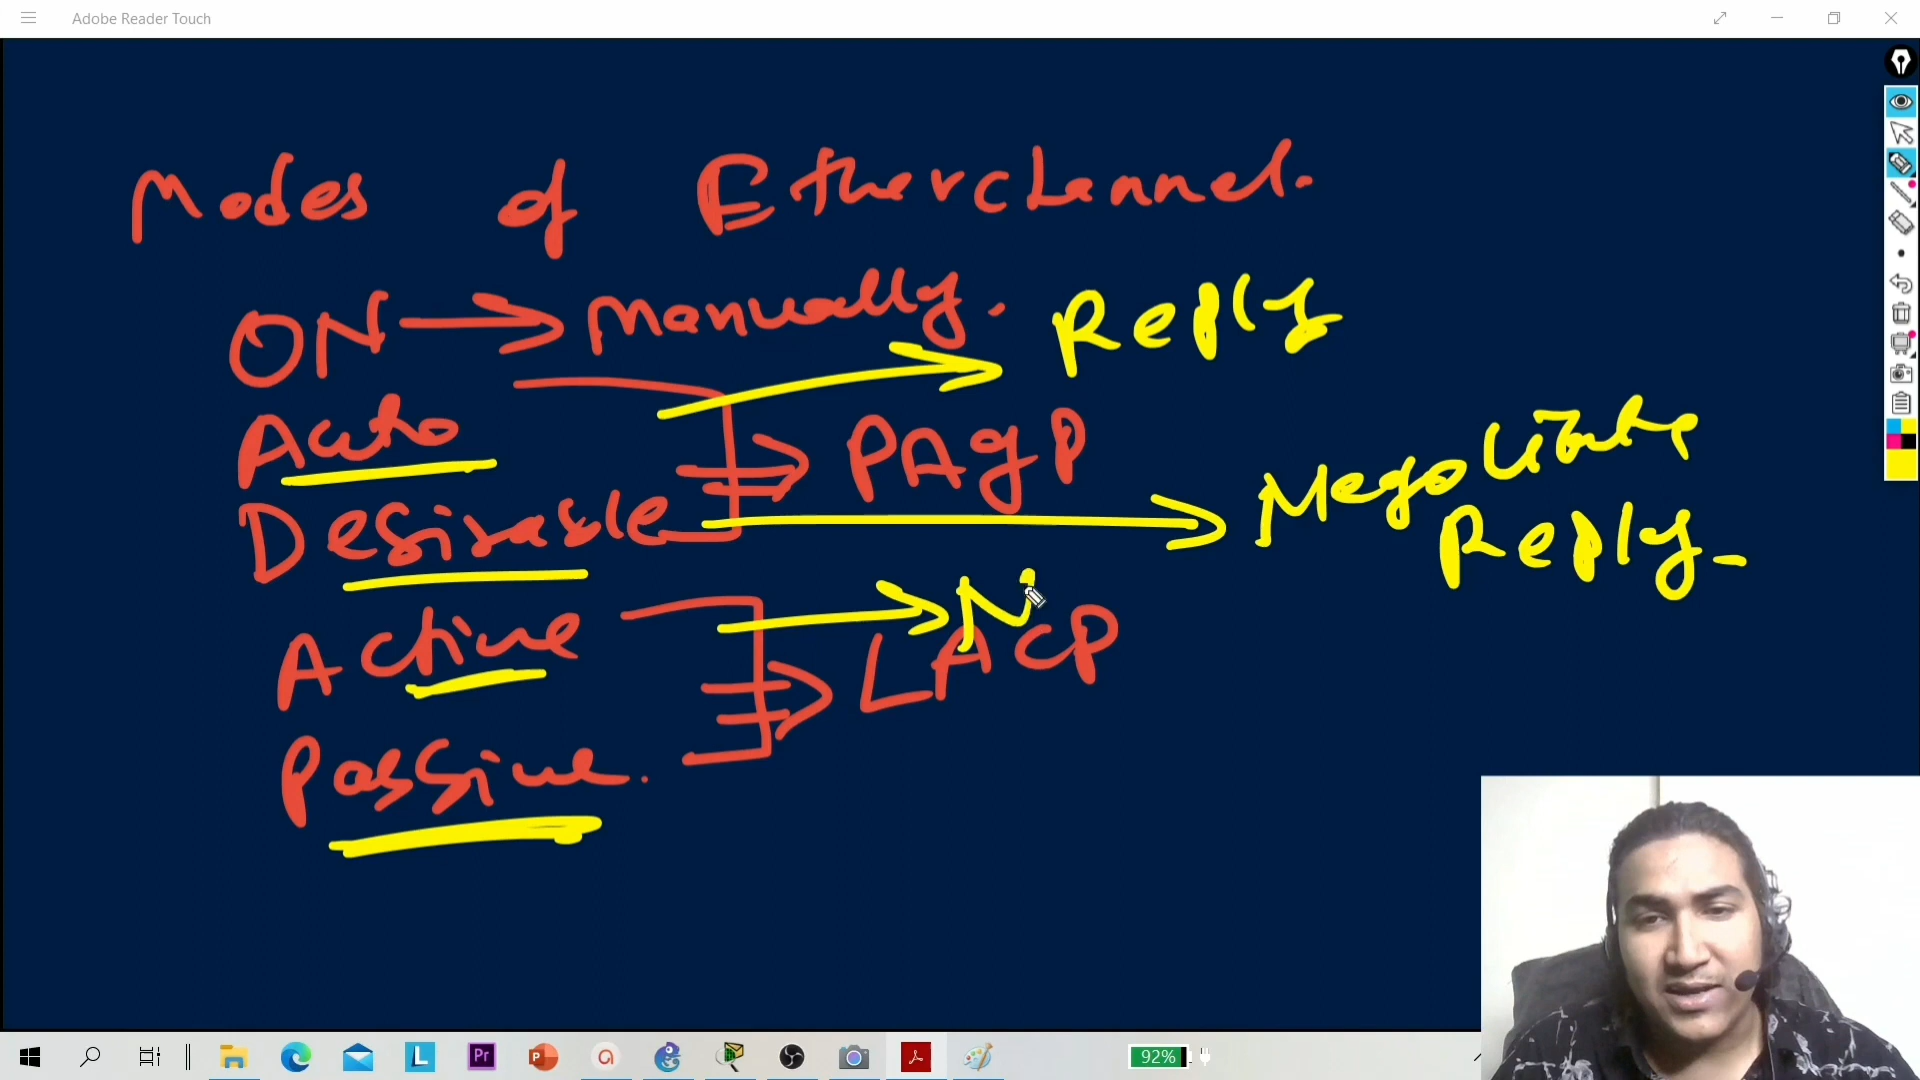 Adobe Reader Touch
Modes of Etherchannel.
ON → Manually. Reply
Auto PAgP
Negotiate
Desirable Reply
N
Active LACP
Passive.
92%